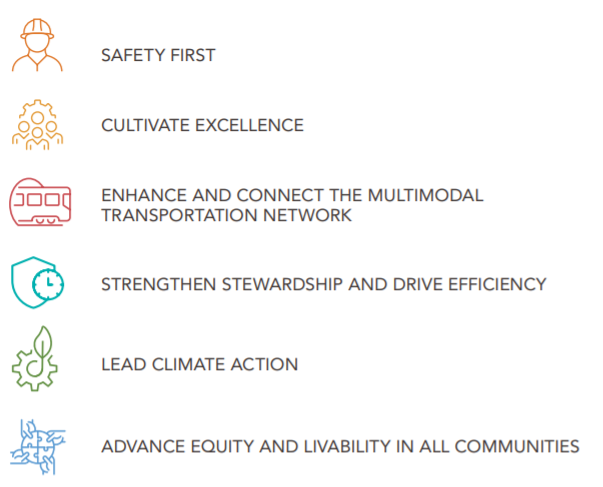 SAFETY FIRST
CULTIVATE EXCELLENCE
ENHANCE AND CONNECT THE MULTIMODAL
TRANSPORTATION NETWORK
STRENGTHEN STEWARDSHIP AND DRIVE EFFICIENCY
LEAD CLIMATE ACTION
ADVANCE EQUITY AND LIVABILITY IN ALL COMMUNITIES